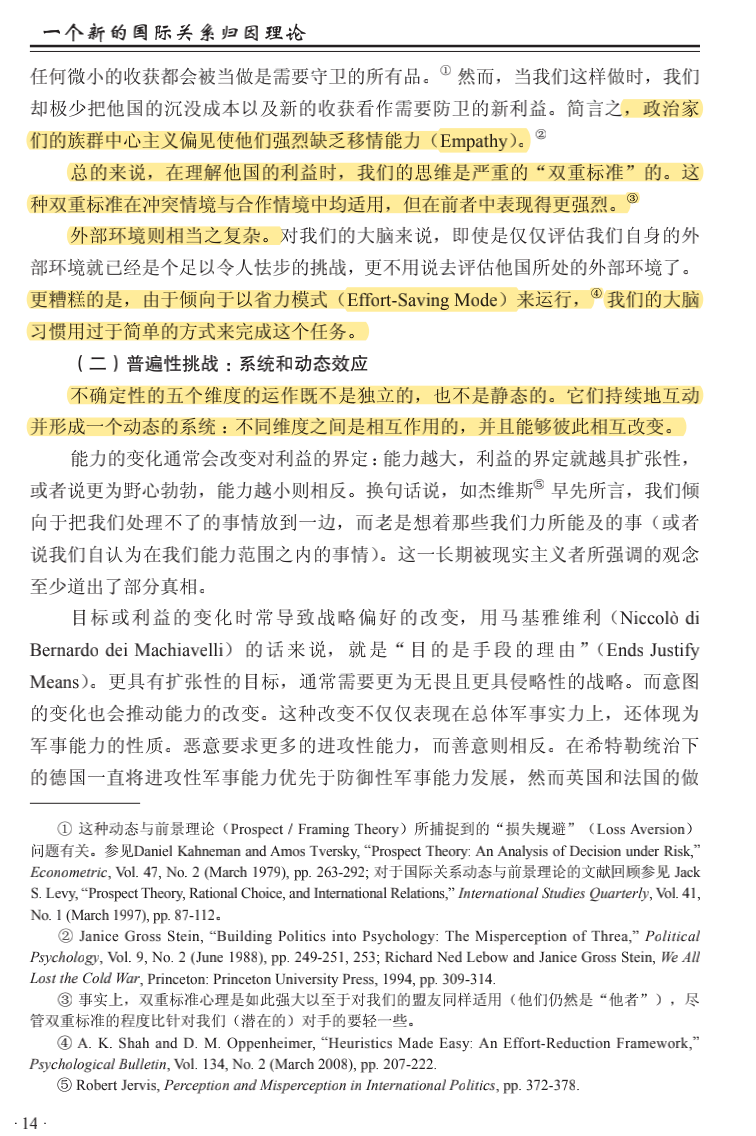 一个新的国际关系归因理论
任何微小的收获都会被当做是需要守卫的所有品。① 然而，当我们这样做时，我们
却极少把他国的沉没成本以及新的收获看作需要防卫的新利益。简言之，政治家
们的族群中心主义偏见使他们强烈缺乏移情能力（Empathy）。②
总的来说，在理解他国的利益时，我们的思维是严重的“双重标准”的。这
种双重标准在冲突情境与合作情境中均适用，但在前者中表现得更强烈。③
外部环境则相当之复杂。对我们的大脑来说，即使是仅仅评估我们自身的外
部环境就已经是个足以令人怯步的挑战，更不用说去评估他国所处的外部环境了。
更糟糕的是，由于倾向于以省力模式（Effort-Saving Mode）来运行，④ 我们的大脑
习惯用过于简单的方式来完成这个任务。
（二）普遍性挑战：系统和动态效应
不确定性的五个维度的运作既不是独立的，也不是静态的。它们持续地互动
并形成一个动态的系统：不同维度之间是相互作用的，并且能够彼此相互改变。
能力的变化通常会改变对利益的界定：能力越大，利益的界定就越具扩张性，
或者说更为野心勃勃，能力越小则相反。换句话说，如杰维斯⑤ 早先所言，我们倾
向于把我们处理不了的事情放到一边，而老是想着那些我们力所能及的事（或者
说我们自认为在我们能力范围之内的事情）。这一长期被现实主义者所强调的观念
至少道出了部分真相。
目标或利益的变化时常导致战略偏好的改变，用马基雅维利（Niccolò di
Bernardo dei Machiavelli）的话来说，就是“目的是手段的理由”（Ends Justify
Means）。更具有扩张性的目标，通常需要更为无畏且更具侵略性的战略。而意图
的变化也会推动能力的改变。这种改变不仅仅表现在总体军事实力上，还体现为
军事能力的性质。恶意要求更多的进攻性能力，而善意则相反。在希特勒统治下
的德国一直将进攻性军事能力优先于防御性军事能力发展，然而英国和法国的做
① 这种动态与前景理论（Prospect / Framing Theory）所捕捉到的“损失规避”（Loss Aversion）
问题有关。参见Daniel Kahneman and Amos Tversky, “Prospect Theory: An Analysis of Decision under Risk,”
Econometric, Vol. 47, No. 2 (March 1979), pp. 263-292; 对于国际关系动态与前景理论的文献回顾参见 Jack
S. Levy, “Prospect Theory, Rational Choice, and International Relations,” International Studies Quarterly, Vol. 41,
No. 1 (March 1997), pp. 87-112。
② Janice Gross Stein, “Building Politics into Psychology: The Misperception of Threa,” Political
Psychology, Vol. 9, No. 2 (June 1988), pp. 249-251, 253; Richard Ned Lebow and Janice Gross Stein, We All
Lost the Cold War, Princeton: Princeton University Press, 1994, pp. 309-314.
③ 事实上，双重标准心理是如此强大以至于对我们的盟友同样适用（他们仍然是“他者”），尽
管双重标准的程度比针对我们（潜在的）对手的要轻一些。
④ A. K. Shah and D. M. Oppenheimer, “Heuristics Made Easy: An Effort-Reduction Framework,”
Psychological Bulletin, Vol. 134, No. 2 (March 2008), pp. 207-222.
⑤ Robert Jervis, Perception and Misperception in International Politics, pp. 372-378.
· 14 ·